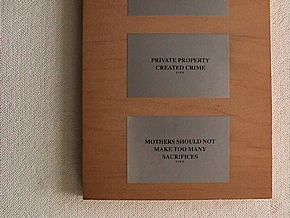 PRIVATE PROPERTY
CREATED CRIME
MOTHERS SHOULD NOT
MAKE TOO MANY
SACRIFICES